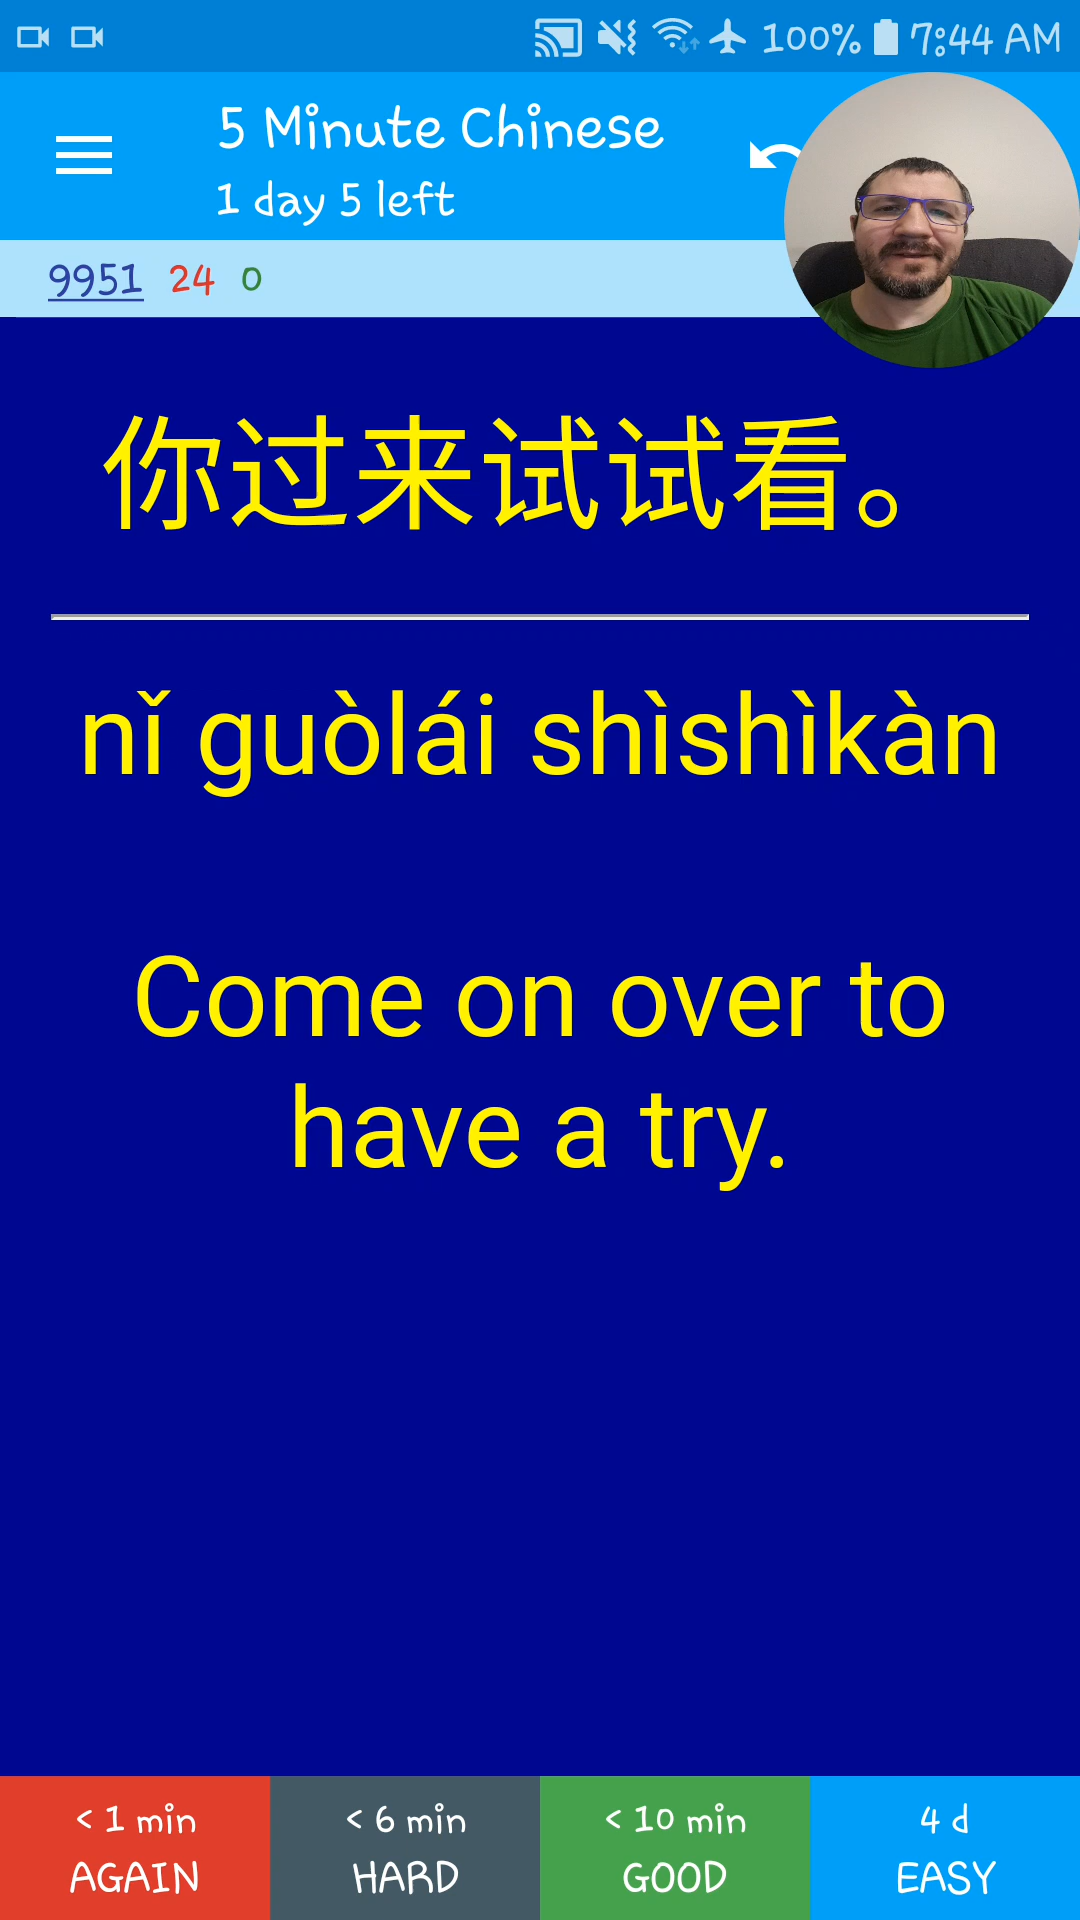 100% 7:44 AM
5 Minute Chinese
1 day 5 left
9951 24 0
你过来试试看。
nǐ guòlái shìshìkàn
Come on over to
have a try.
< 1 min < 6 min < 10 min 4 d
AGAIN HARD GOOD EASY